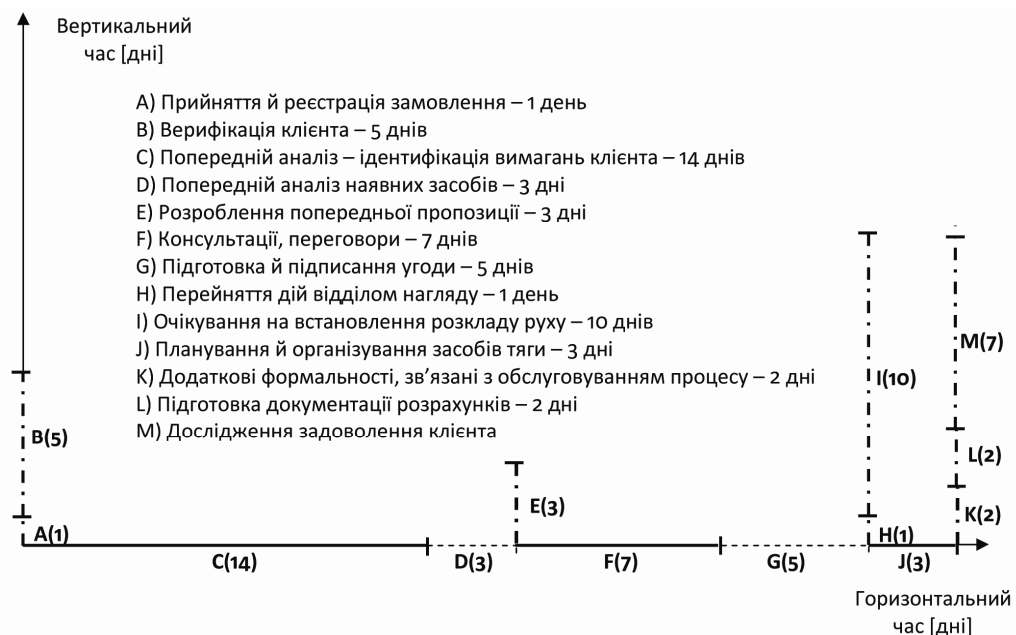 Вертикальний
час [дні]
A) Прийняття й реєстрація замовлення – 1 день
B) Верифікація клієнта – 5 днів
C) Попередній аналіз – ідентифікація вимагань клієнта – 14 днів
D) Попередній аналіз наявних засобів – 3 дні
E) Розроблення попередньої пропозиції – 3 дні
F) Консультації, переговори – 7 днів
G) Підготовка й підписання угоди – 5 днів
H) Перейняття дій відділом нагляду – 1 день
I) Очікування на встановлення розкладу руху – 10 днів
J) Планування й організування засобів тяги – 3 дні
K) Додаткові формальності, зв’язані з обслуговуванням процесу – 2 дні
L) Підготовка документації розрахунків – 2 дні
M) Дослідження задоволення клієнта
M(7)
I(10)
B(5)
L(2)
E(3)
K(2)
A(1)
H(1)
C(14)
D(3)
F(7)
G(5)
J(3)
Горизонтальний
час [дні]